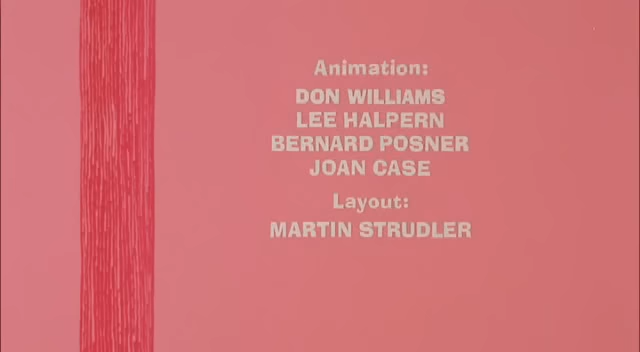 Animation:
DON WILLIAMS
LEE HALPERN
BERNARD POSNER
JOAN CASE
Layout:
MARTIN STRUDLER